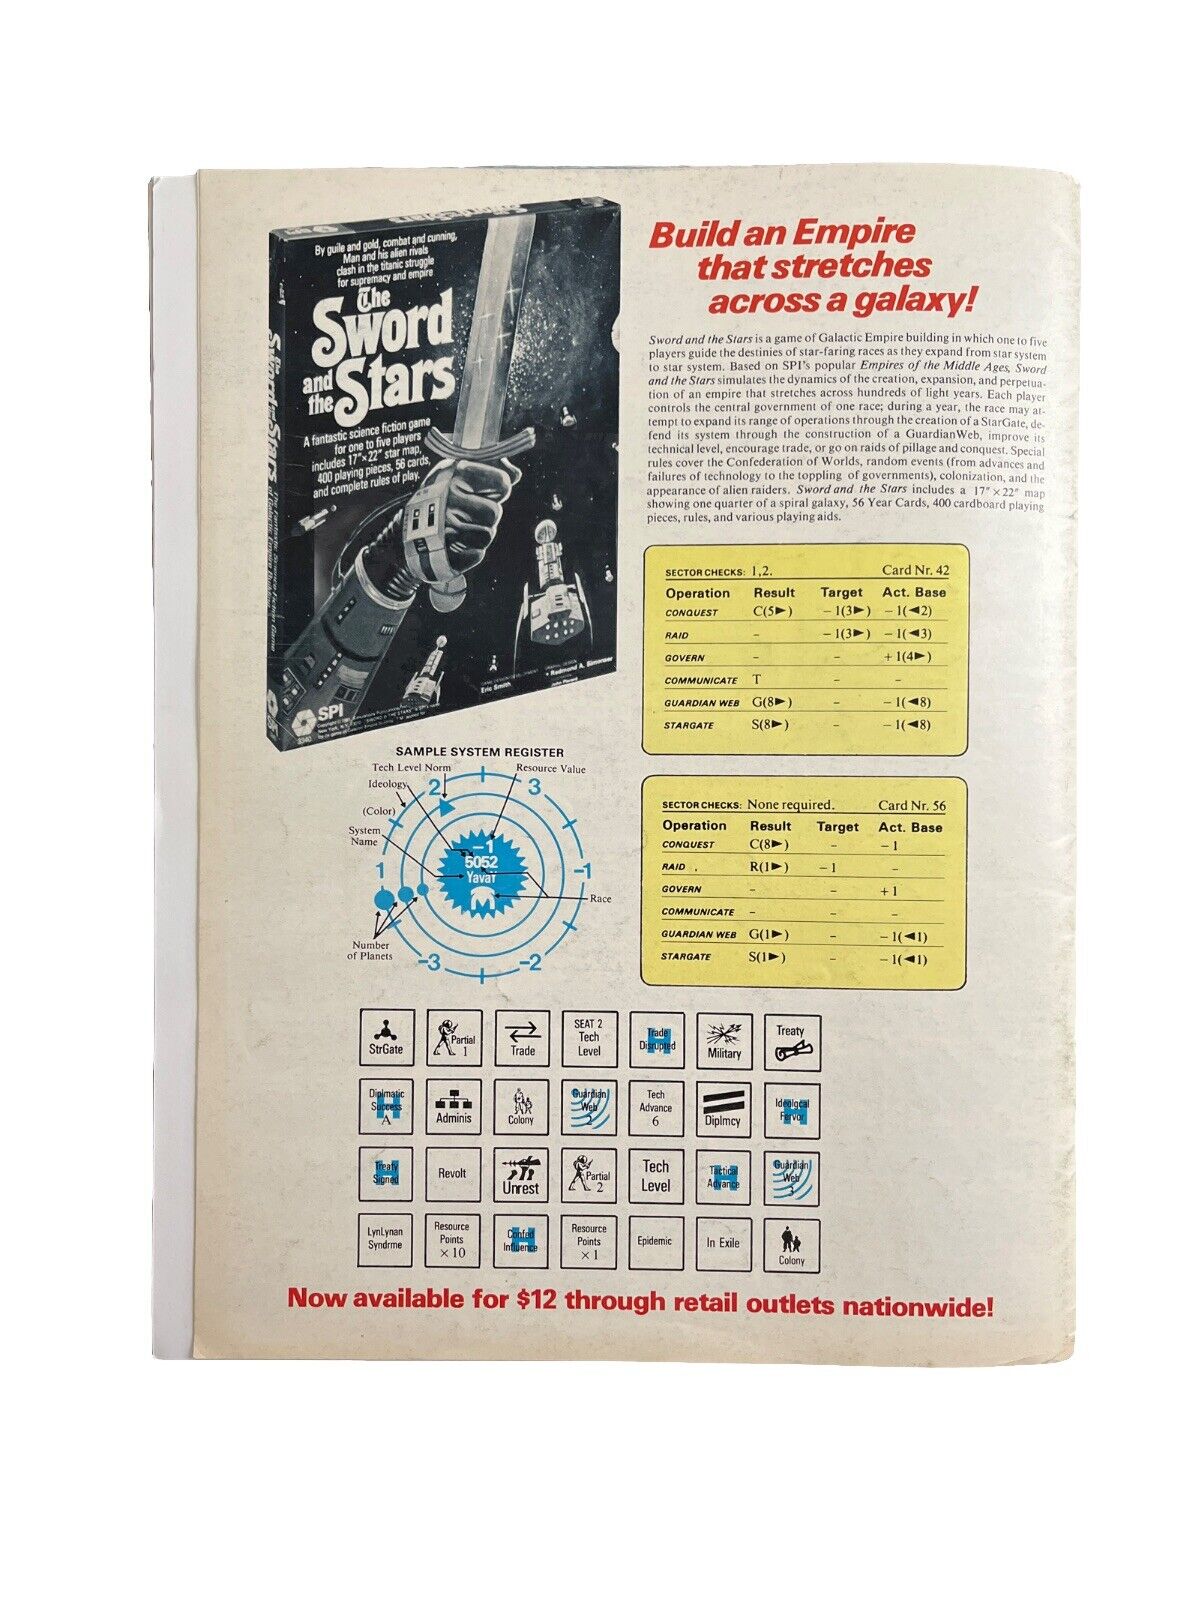 By guile and gold, combat and cunning,
Man and his alien rivals
clash in the titanic struggle
for supremacy and empire
The
Sword
and
the Stars
A fantastic science fiction game
for one to five players
includes 17"x22" star map,
400 playing pieces, 56 cards,
and complete rules of play.
Eric Smith
Redmond A. Simonsen
SPI
3340
Build an Empire
that stretches
across a galaxy!
Sword and the Stars is a game of Galactic Empire building in which one to five
players guide the destinies of star-faring races as they expand from star system
to star system. Based on SPI's popular Empires of the Middle Ages, Sword
and the Stars simulates the dynamics of the creation, expansion, and perpetua-
tion of an empire that stretches across hundreds of light years. Each player
controls the central government of one race; during a year, the race may at-
tempt to expand its range of operations through the creation of a StarGate, de-
fend its system through the construction of a GuardianWeb, improve its
technical level, encourage trade, or go on raids of pillage and conquest. Special
rules cover the Confederation of Worlds, random events (from advances and
failures of technology to the toppling of governments), colonization, and the
appearance of alien raiders. Sword and the Stars includes a 17"×22" map
showing one quarter of a spiral galaxy, 56 Year Cards, 400 cardboard playing
pieces, rules, and various playing aids.
SECTOR CHECKS: 1,2. Card Nr. 42
Operation Result Target Act. Base
CONQUEST C(5►) –1(3►) –1(◄2)
RAID – –1(3►) –1(◄3)
GOVERN – – +1(4►)
COMMUNICATE T – –
GUARDIAN WEB G(8►) – –1(◄8)
STARGATE S(8►) – –1(◄8)
SECTOR CHECKS: None required. Card Nr. 56
Operation Result Target Act. Base
CONQUEST C(8►) – –1
RAID . R(1►) –1 –
GOVERN – – +1
COMMUNICATE – – –
GUARDIAN WEB G(1►) – –1(◄1)
STARGATE S(1►) – –1(◄1)
SAMPLE SYSTEM REGISTER
Tech Level Norm Resource Value
Ideology
(Color)
System
Name
Race
Number
of Planets
2 3
1 -1
-3 -2
-1
5052
Yavar
M
StrGate
Partial
1
Trade
SEAT 2
Tech
Level
Trade
Disrupted
H
Military
Treaty
Diplmatic
Success
A
H
Adminis
Colony
Guardian
Web
2
Tech
Advance
6
Diplmcy
Ideolgcal
Fervor
H
Treaty
Signed
H
Revolt
Unrest
Partial
2
Tech
Level
Tactical
Advance
H
Guardian
Web
3
LynLynan
Syndrme
Resource
Points
× 10
Confed
Influence
H
Resource
Points
× 1
Epidemic
In Exile
Colony
Now available for $12 through retail outlets nationwide!